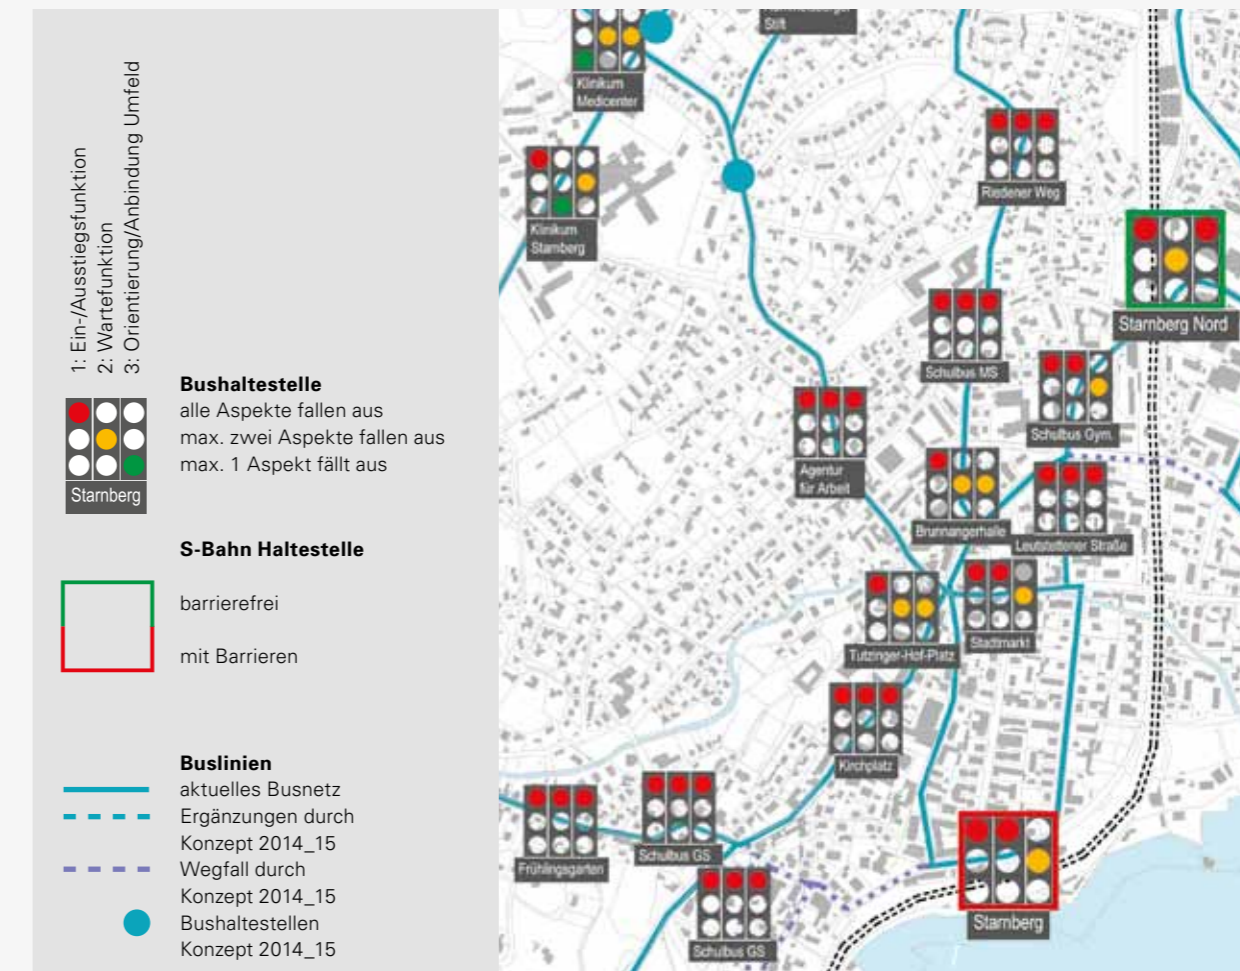 1: Ein-/Ausstiegsfunktion
2: Wartefunktion
3: Orientierung/Anbindung Umfeld
Bushaltestelle
alle Aspekte fallen aus
max. zwei Aspekte fallen aus
max. 1 Aspekt fällt aus
Starnberg
S-Bahn Haltestelle
barrierefrei
mit Barrieren
Buslinien
aktuelles Busnetz
Ergänzungen durch
Konzept 2014_15
Wegfall durch
Konzept 2014_15
Bushaltestellen
Konzept 2014_15
Stift
Klinikum
Medicenter
Riedener Weg
Klinikum
Starnberg
Starnberg Nord
Schulbus MS
Schulbus Gym.
Agentur
für Arbeit
Brunnangerhalle
Leutstettener Straße
Tutzinger-Hof-Platz
Stadtmarkt
Kirchplatz
Frühlingsgarten
Schulbus GS
Starnberg
Schulbus GS